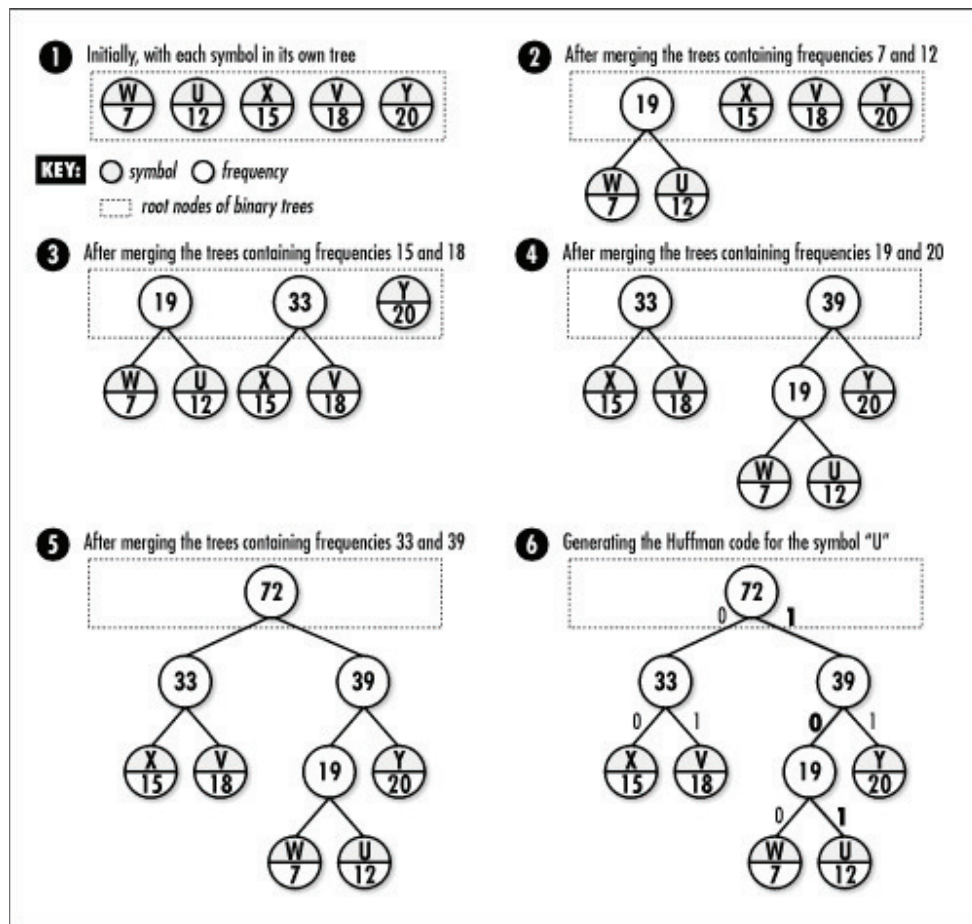 1 Initially, with each symbol in its own tree
W U X V Y
7 12 15 18 20
KEY: symbol frequency
root nodes of binary trees
2 After merging the trees containing frequencies 7 and 12
19 X V Y
15 18 20
W U
7 12
3 After merging the trees containing frequencies 15 and 18
19 33 Y
20
W U X V
7 12 15 18
4 After merging the trees containing frequencies 19 and 20
33 39
X V 19 Y
15 18 20
W U
7 12
5 After merging the trees containing frequencies 33 and 39
72
33 39
X V 19 Y
15 18 20
W U
7 12
6 Generating the Huffman code for the symbol “U”
72
0 1
33 39
0 1 0 1
X V 19 Y
15 18 20
0 1
W U
7 12